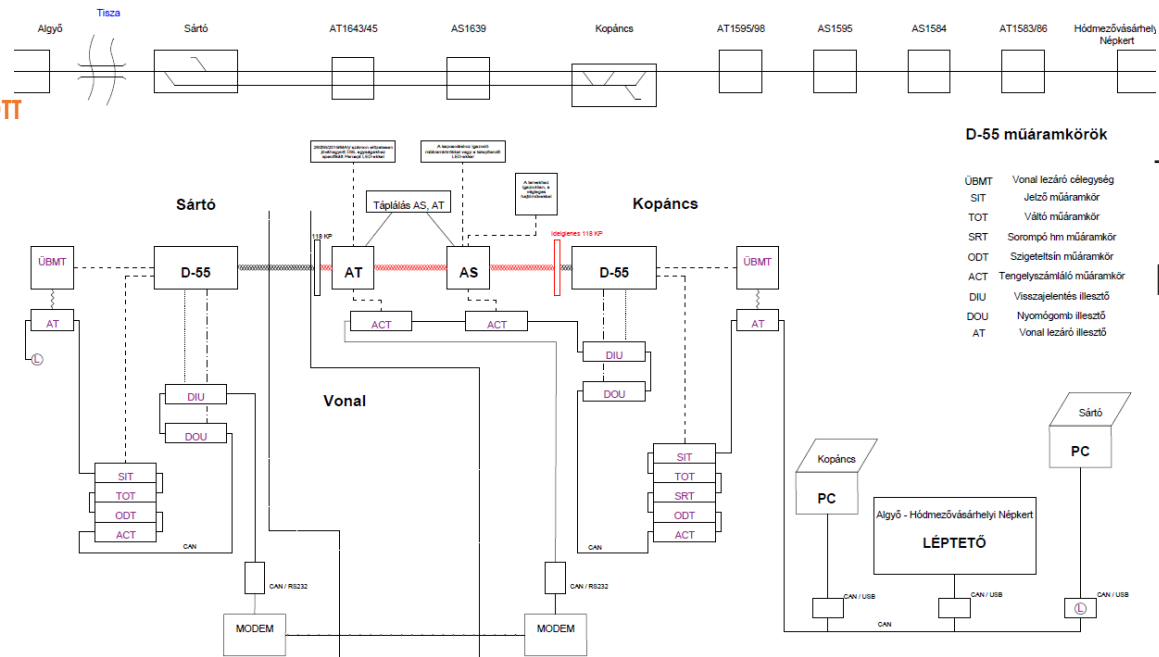 Tisza
Algyő
Sártó
AT1643/45
AS1639
Kopáncs
AT1595/98
AS1595
AS1584
AT1583/86
Hódmezővásárhely
Népkert
TT
D-55 műáramkörök
ÜBMT Vonal lezáró célegység
SIT Jelző műáramkör
TOT Váltó műáramkör
SRT Sorompó hm műáramkör
ODT Szigeteltsín műáramkör
ACT Tengelyszámláló műáramkör
DIU Visszajelentés illesztő
DOU Nyomógomb illesztő
AT Vonal lezáró illesztő
Sártó
Táplálás AS, AT
Kopáncs
118 KP
Ideiglenes 118 KP
ÜBMT
D-55
AT
AS
D-55
ÜBMT
AT
ACT
ACT
AT
L
DIU
DOU
Vonal
DIU
DOU
SIT
TOT
ODT
ACT
CAN
SIT
TOT
SRT
ODT
ACT
CAN
CAN / RS232
CAN / RS232
MODEM
MODEM
Sártó
PC
Kopáncs
PC
Algyő - Hódmezővásárhelyi Népkert
LÉPTETŐ
CAN / USB
CAN / USB
CAN / USB
L
CAN